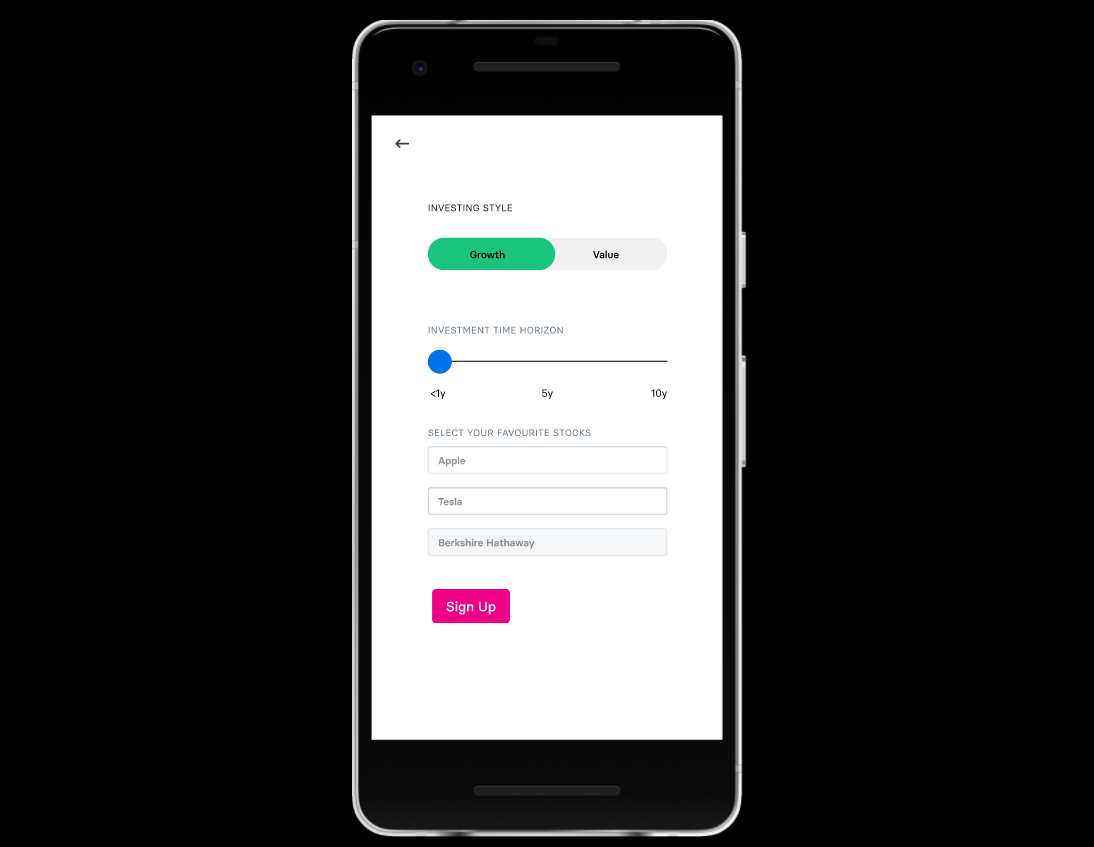 INVESTING STYLE
Growth Value
INVESTMENT TIME HORIZON
<1y 5y 10y
SELECT YOUR FAVOURITE STOCKS
Apple
Tesla
Berkshire Hathaway
Sign Up